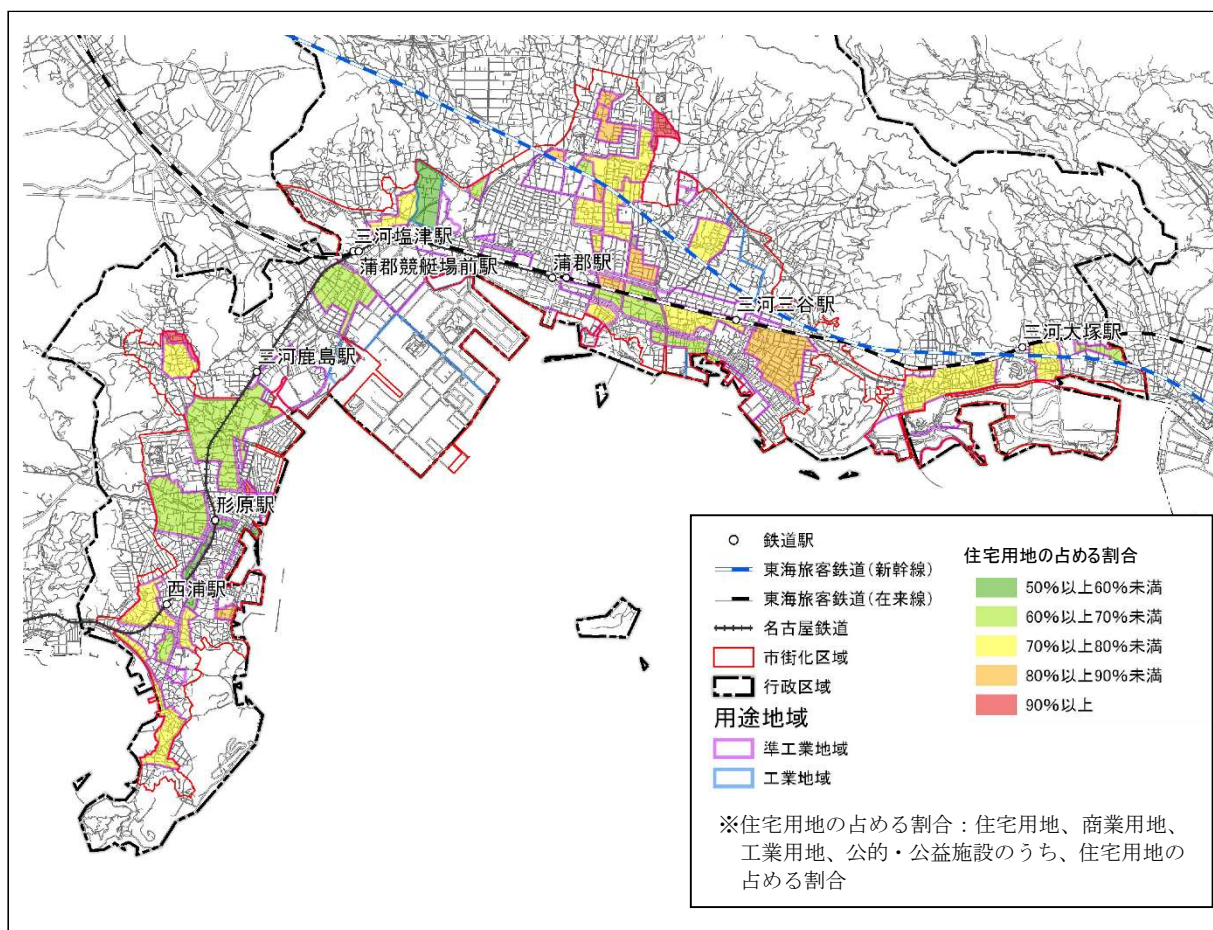 三河塩津駅
蒲郡競艇場前駅
蒲郡駅
三河三谷駅
三河大塚駅
三河鹿島駅
形原駅
西浦駅
鉄道駅
東海旅客鉄道(新幹線)
東海旅客鉄道(在来線)
名古屋鉄道
市街化区域
行政区域
用途地域
準工業地域
工業地域
住宅用地の占める割合
50%以上60%未満
60%以上70%未満
70%以上80%未満
80%以上90%未満
90%以上
※住宅用地の占める割合：住宅用地、商業用地、
工業用地、公的・公益施設のうち、住宅用地の
占める割合